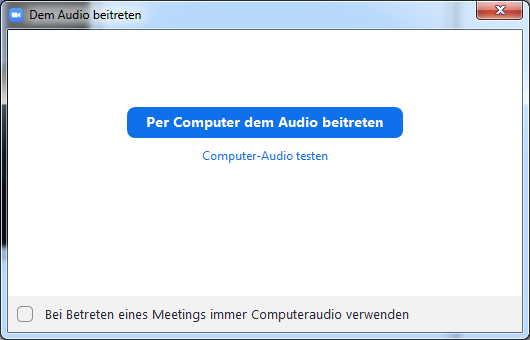 Dem Audio beitreten
Per Computer dem Audio beitreten
Computer-Audio testen
Bei Betreten eines Meetings immer Computeraudio verwenden